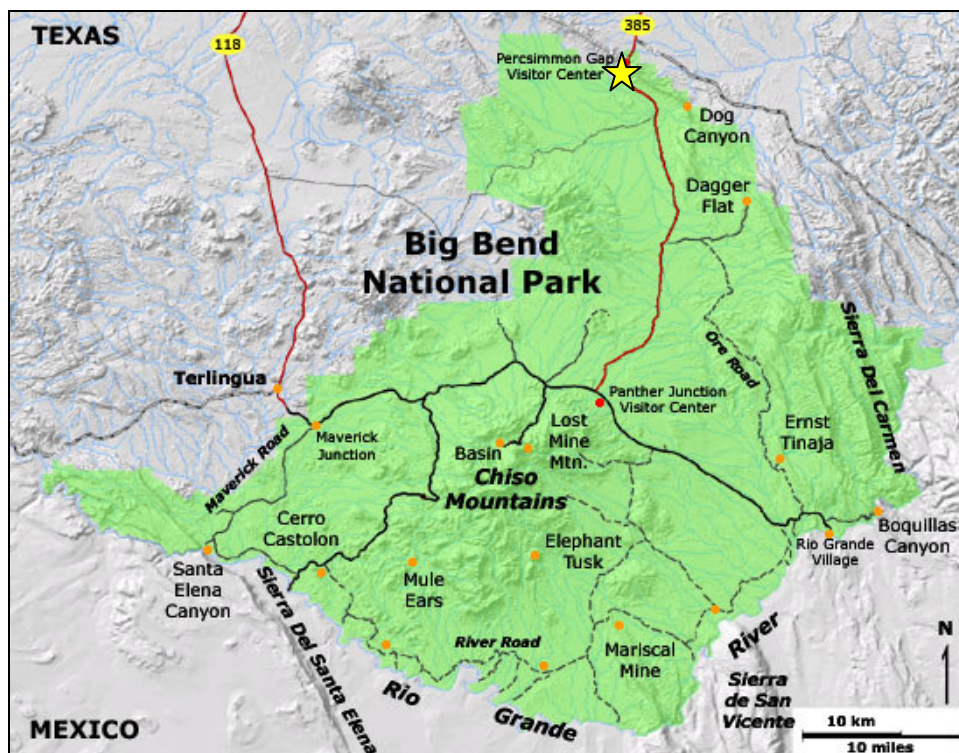 TEXAS
118
385
Percsimmon Gap
Visitor Center
Dog
Canyon
Dagger
Flat
Big Bend
National Park
Sierra Del Carmen
Ore Road
Terlingua
Panther Junction
Visitor Center
Maverick
Junction
Maverick Road
Basin
Lost
Mine
Mtn.
Ernst
Tinaja
Chiso
Mountains
Cerro
Castolon
Elephant
Tusk
Boquillas
Canyon
Rio Grande
Village
Santa
Elena
Canyon
Mule
Ears
Sierra Del Santa Elena
River Road
Mariscal
Mine
River
Rio
Grande
Sierra
de San
Vicente
N
MEXICO
10 km
10 miles